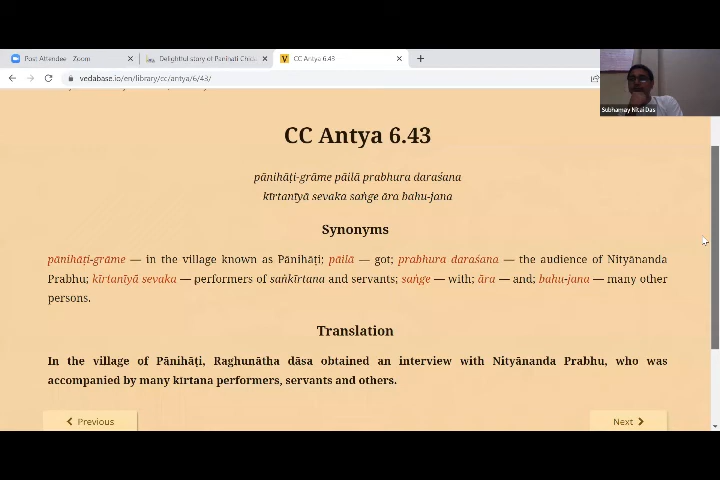 Post Attendee - Zoom
Delightful story of Panihati Chid
CC Antya 6.43
vedabase.io/en/library/cc/antya/6/43/
Subhamay Nitai Das
CC Antya 6.43
pānihāṭi-grāme pāilā prabhura daraśana
kīrtanīyā sevaka saṅge āra bahu-jana
Synonyms
pānihāṭi-grāme — in the village known as Pānihāṭi; pāilā — got; prabhura daraśana — the audience of Nityānanda
Prabhu; kīrtanīyā sevaka — performers of saṅkīrtana and servants; saṅge — with; āra — and; bahu-jana — many other
persons.
Translation
In the village of Pānihāṭi, Raghunātha dāsa obtained an interview with Nityānanda Prabhu, who was
accompanied by many kīrtana performers, servants and others.
Previous
Next